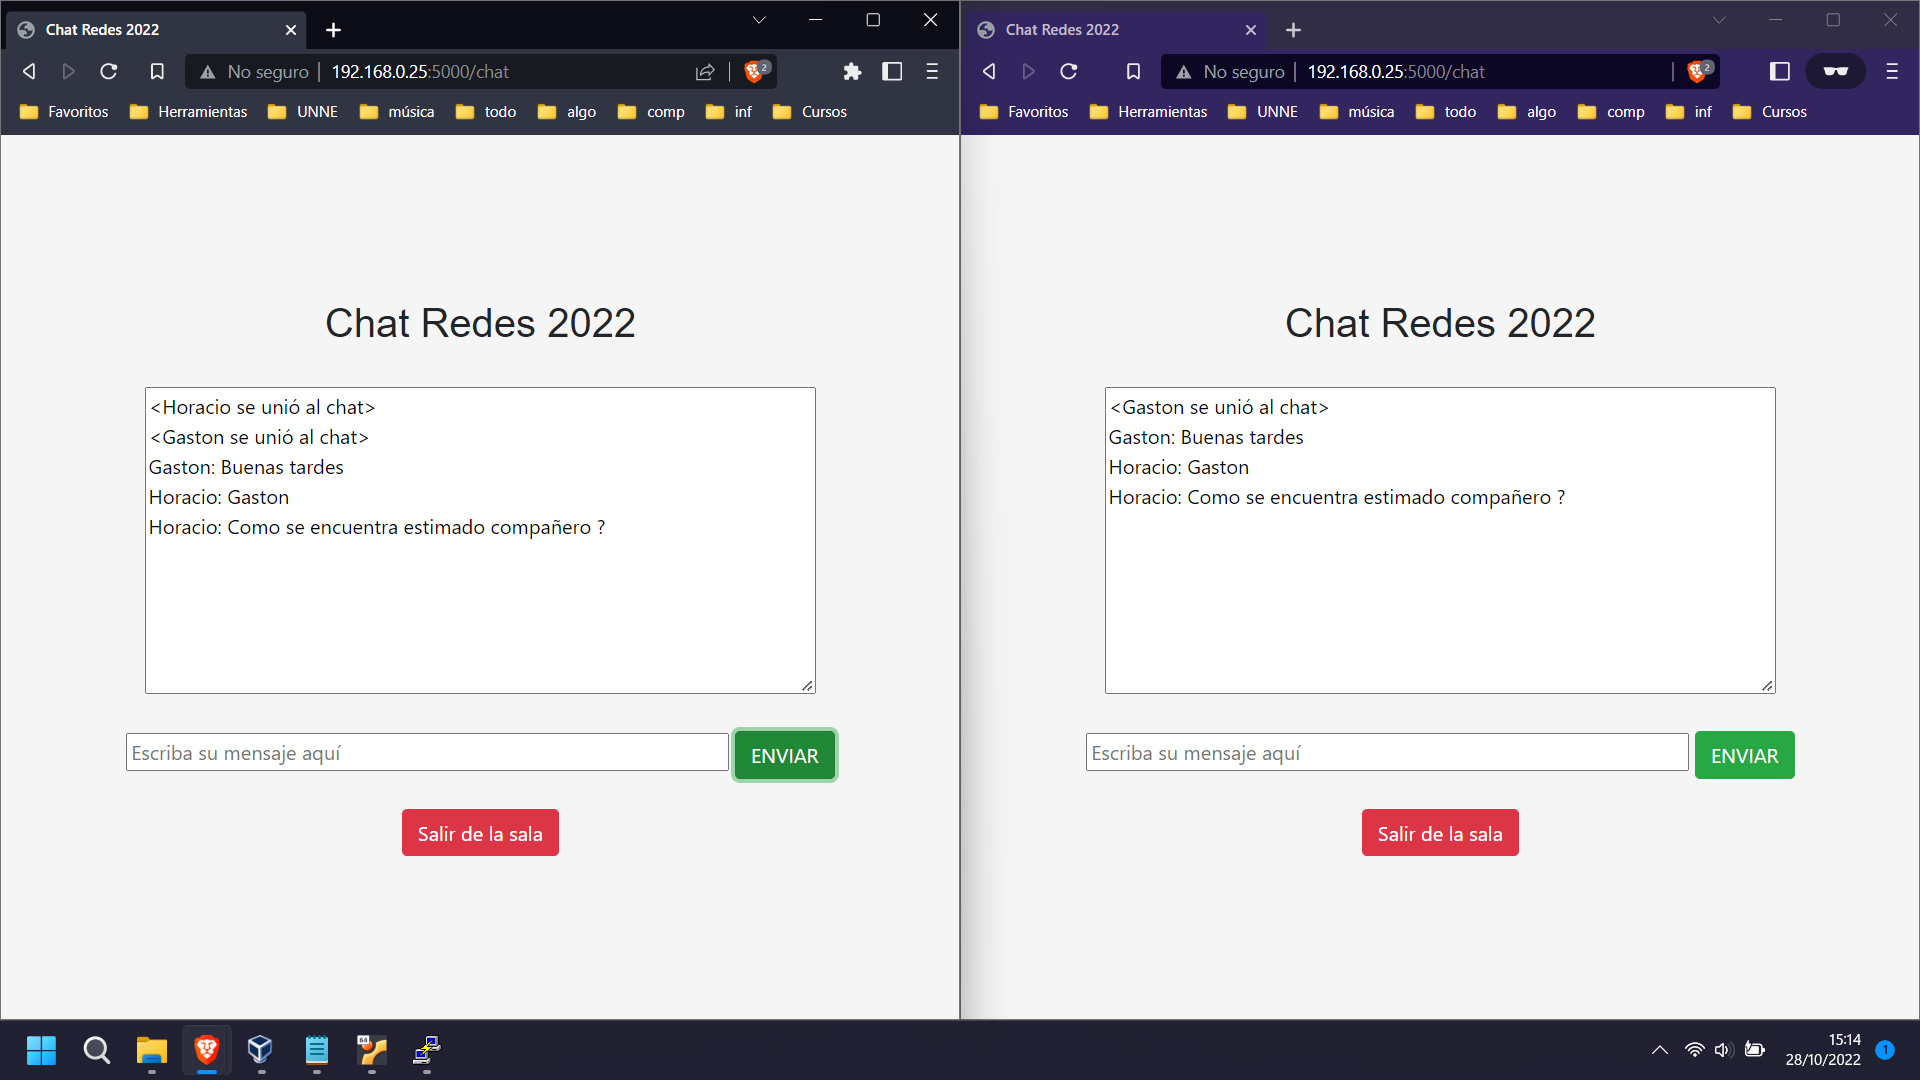 Chat Redes 2022
No seguro | 192.168.0.25:5000/chat
2
Favoritos Herramientas UNNE música todo algo comp inf Cursos
Chat Redes 2022
<Horacio se unió al chat>
<Gaston se unió al chat>
Gaston: Buenas tardes
Horacio: Gaston
Horacio: Como se encuentra estimado compañero ?
Escriba su mensaje aquí
ENVIAR
Salir de la sala
Chat Redes 2022
No seguro | 192.168.0.25:5000/chat
2
Favoritos Herramientas UNNE música todo algo comp inf Cursos
Chat Redes 2022
<Gaston se unió al chat>
Gaston: Buenas tardes
Horacio: Gaston
Horacio: Como se encuentra estimado compañero ?
Escriba su mensaje aquí
ENVIAR
Salir de la sala
64
15:14
28/10/2022
1